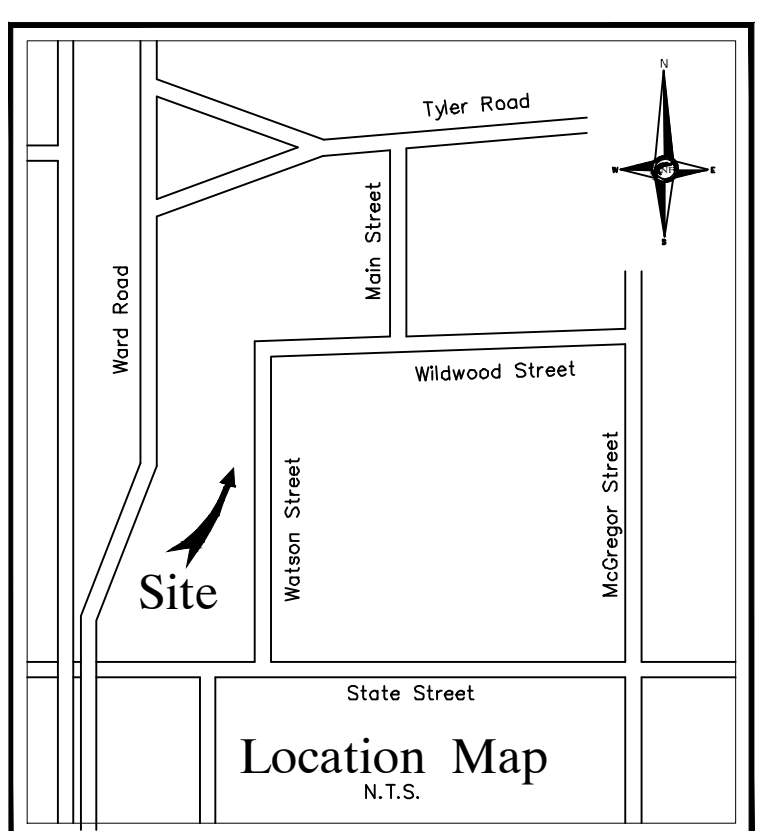 N
Tyler Road
W
E
S
Main Street
Ward Road
Wildwood Street
Watson Street
McGregor Street
Site
State Street
Location Map
N.T.S.